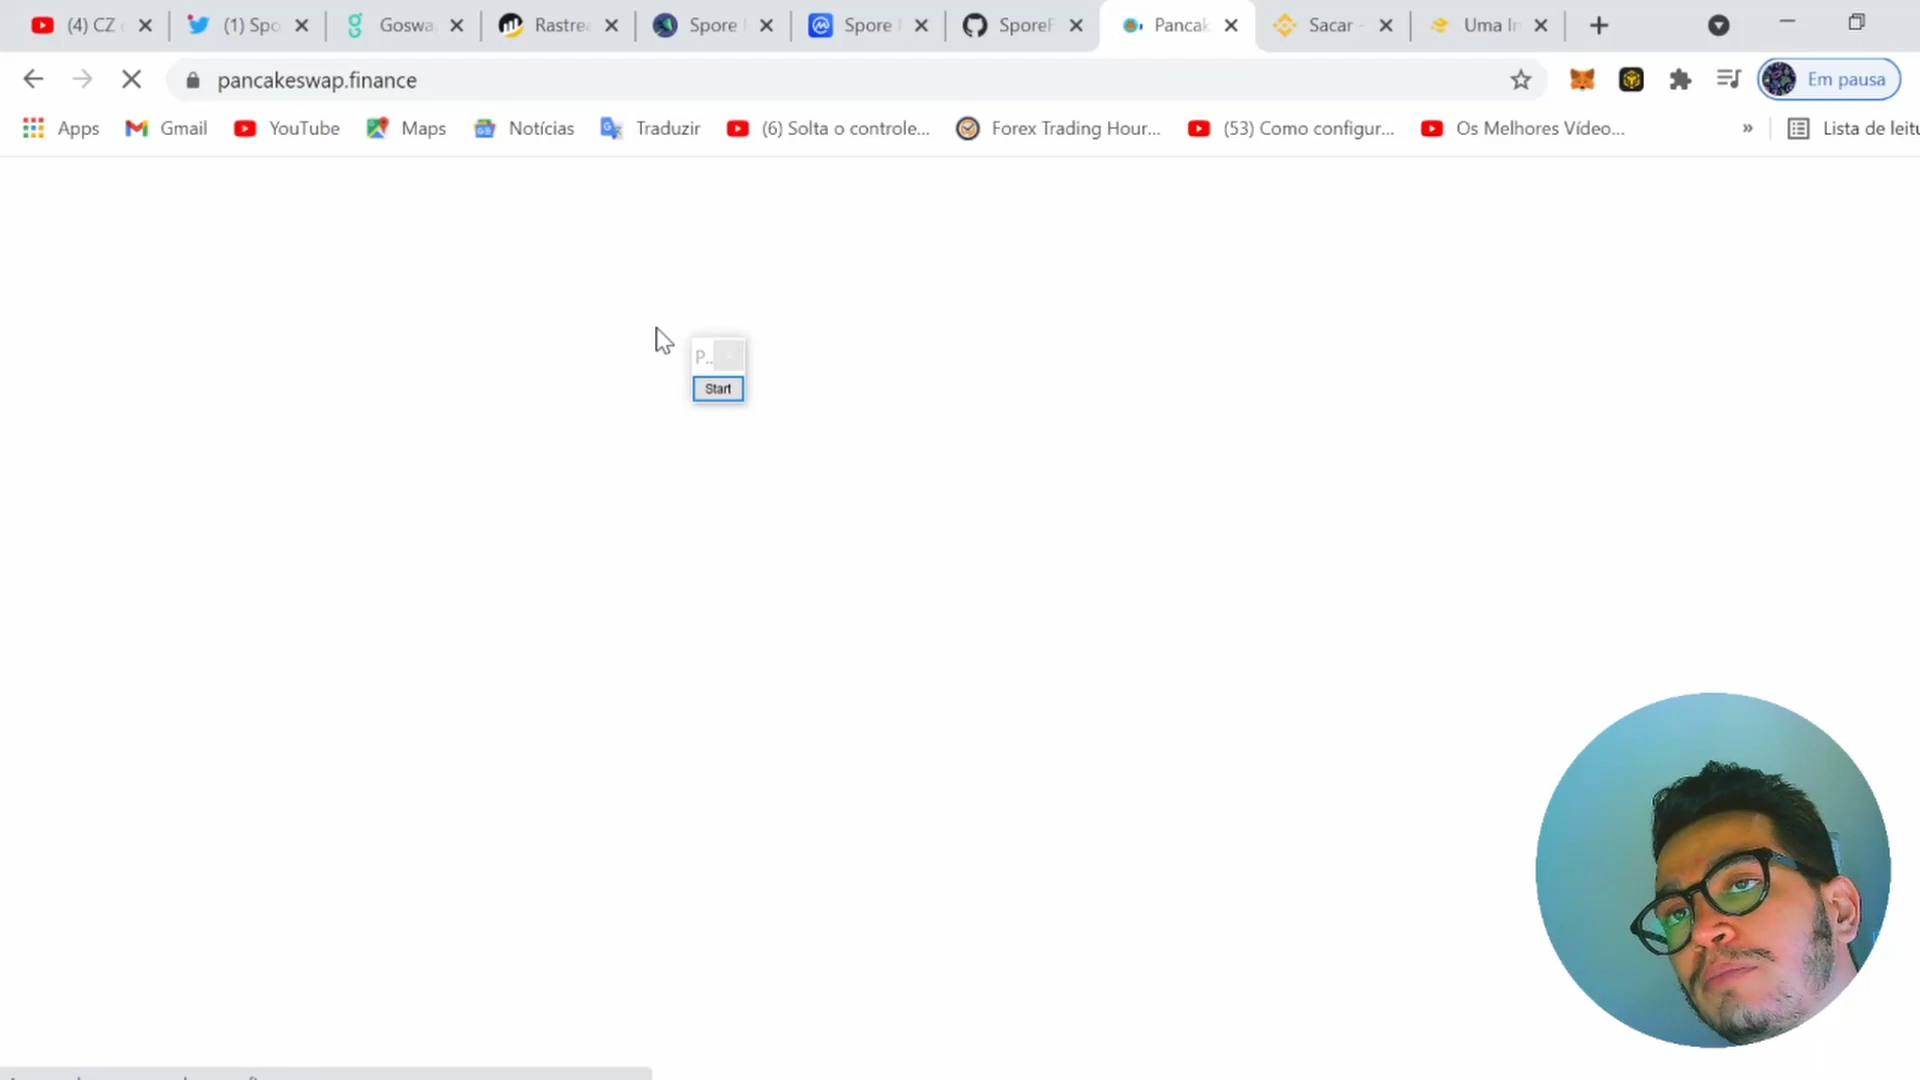 (4) CZ
(1) Spo
Goswa
Rastrea
Spore
Spore
SporeF
Pancak
Sacar -
Uma In
pancakeswap.finance
Em pausa
Apps
Gmail
YouTube
Maps
Notícias
Traduzir
(6) Solta o controle...
Forex Trading Hour...
(53) Como configur...
Os Melhores Vídeo...
»
Lista de leitu
P...
Start